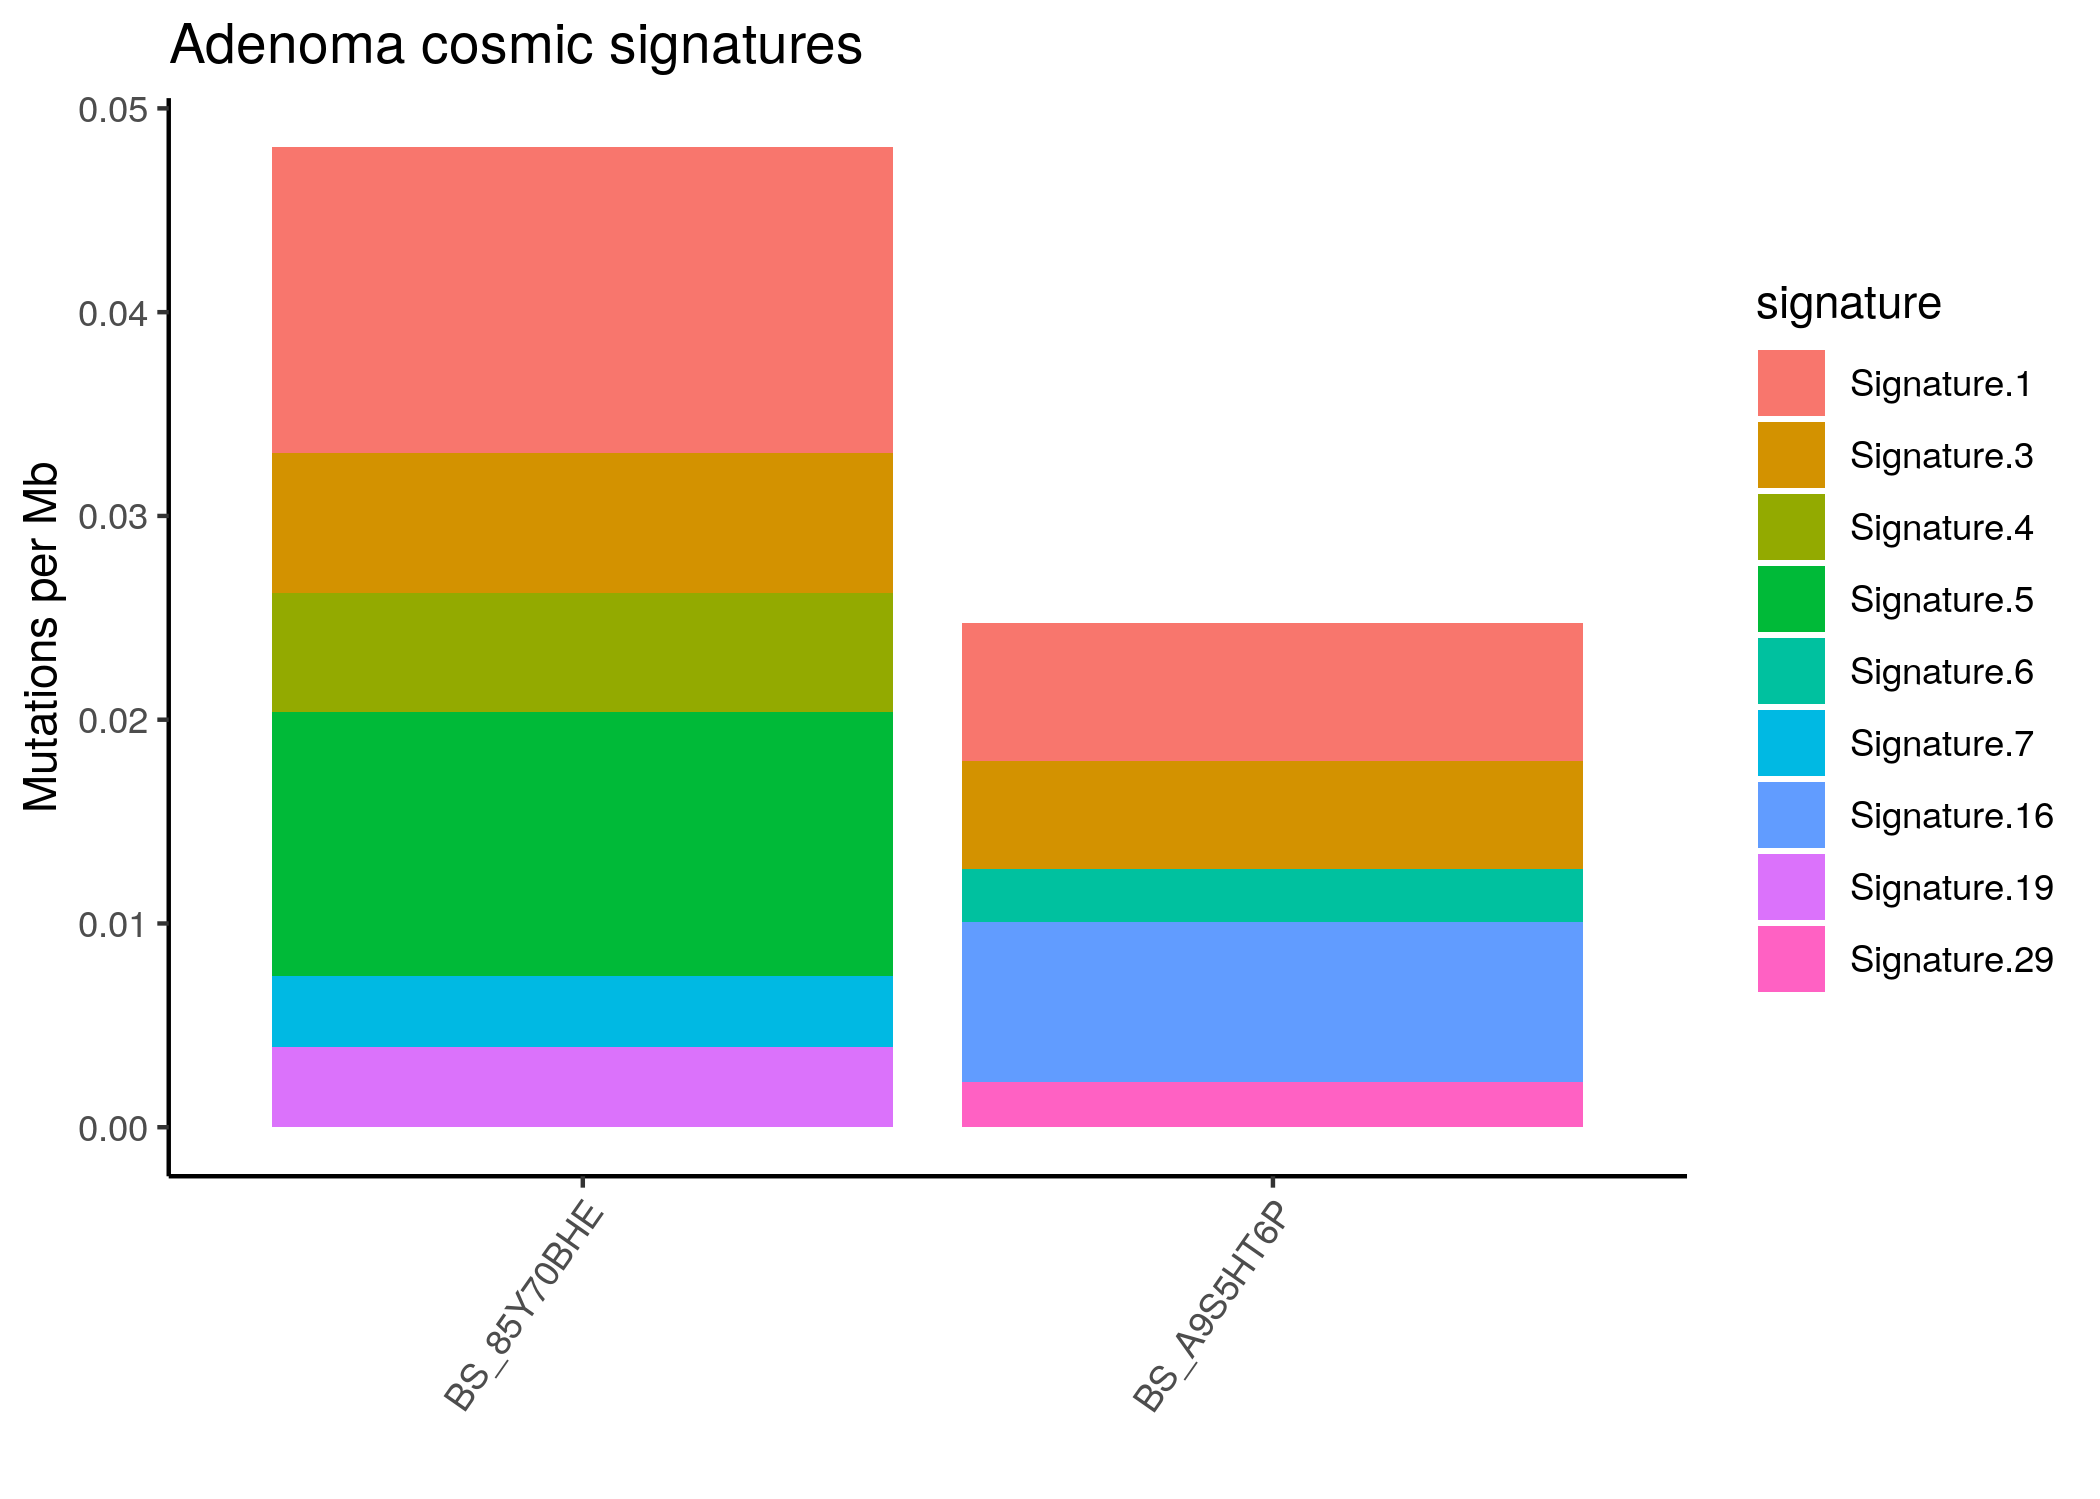 Adenoma cosmic signatures
Mutations per Mb
0.05
0.04
0.03
0.02
0.01
0.00
BS_85Y70BHE
BS_A9S5HT6P
signature
Signature.1
Signature.3
Signature.4
Signature.5
Signature.6
Signature.7
Signature.16
Signature.19
Signature.29